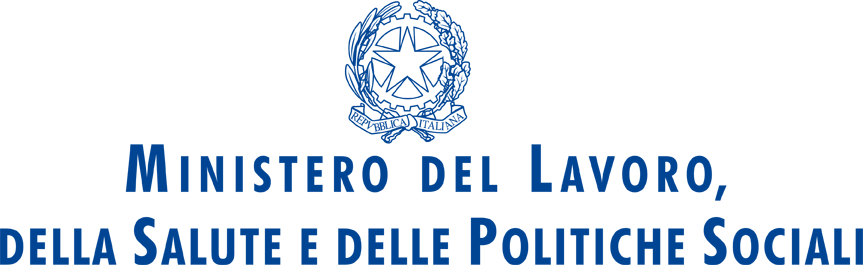 REPVBBLICA ITALIANA
MINISTERO DEL LAVORO,
DELLA SALUTE E DELLE POLITICHE SOCIALI